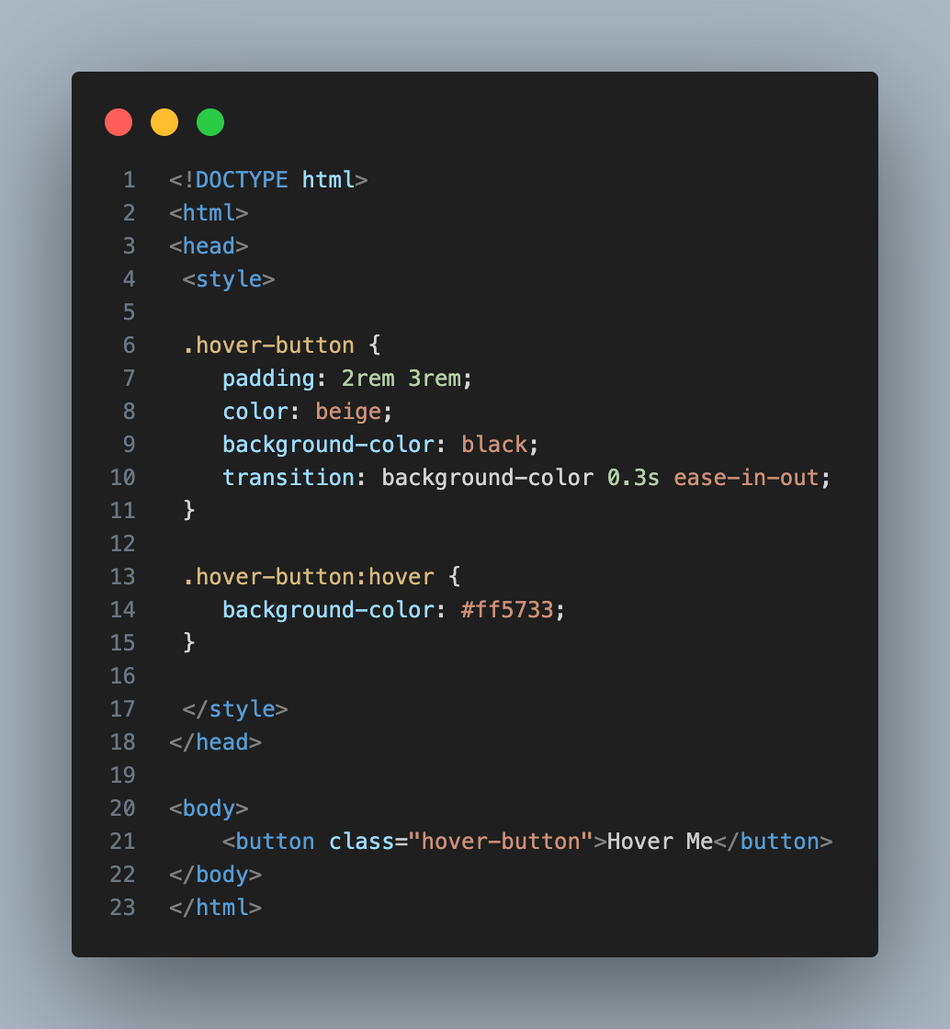 1 <!DOCTYPE html>
2 <html>
3 <head>
4  <style>
5
6  .hover-button {
7     padding: 2rem 3rem;
8     color: beige;
9     background-color: black;
10     transition: background-color 0.3s ease-in-out;
11  }
12
13  .hover-button:hover {
14     background-color: #ff5733;
15  }
16
17  </style>
18 </head>
19
20 <body>
21     <button class="hover-button">Hover Me</button>
22 </body>
23 </html>